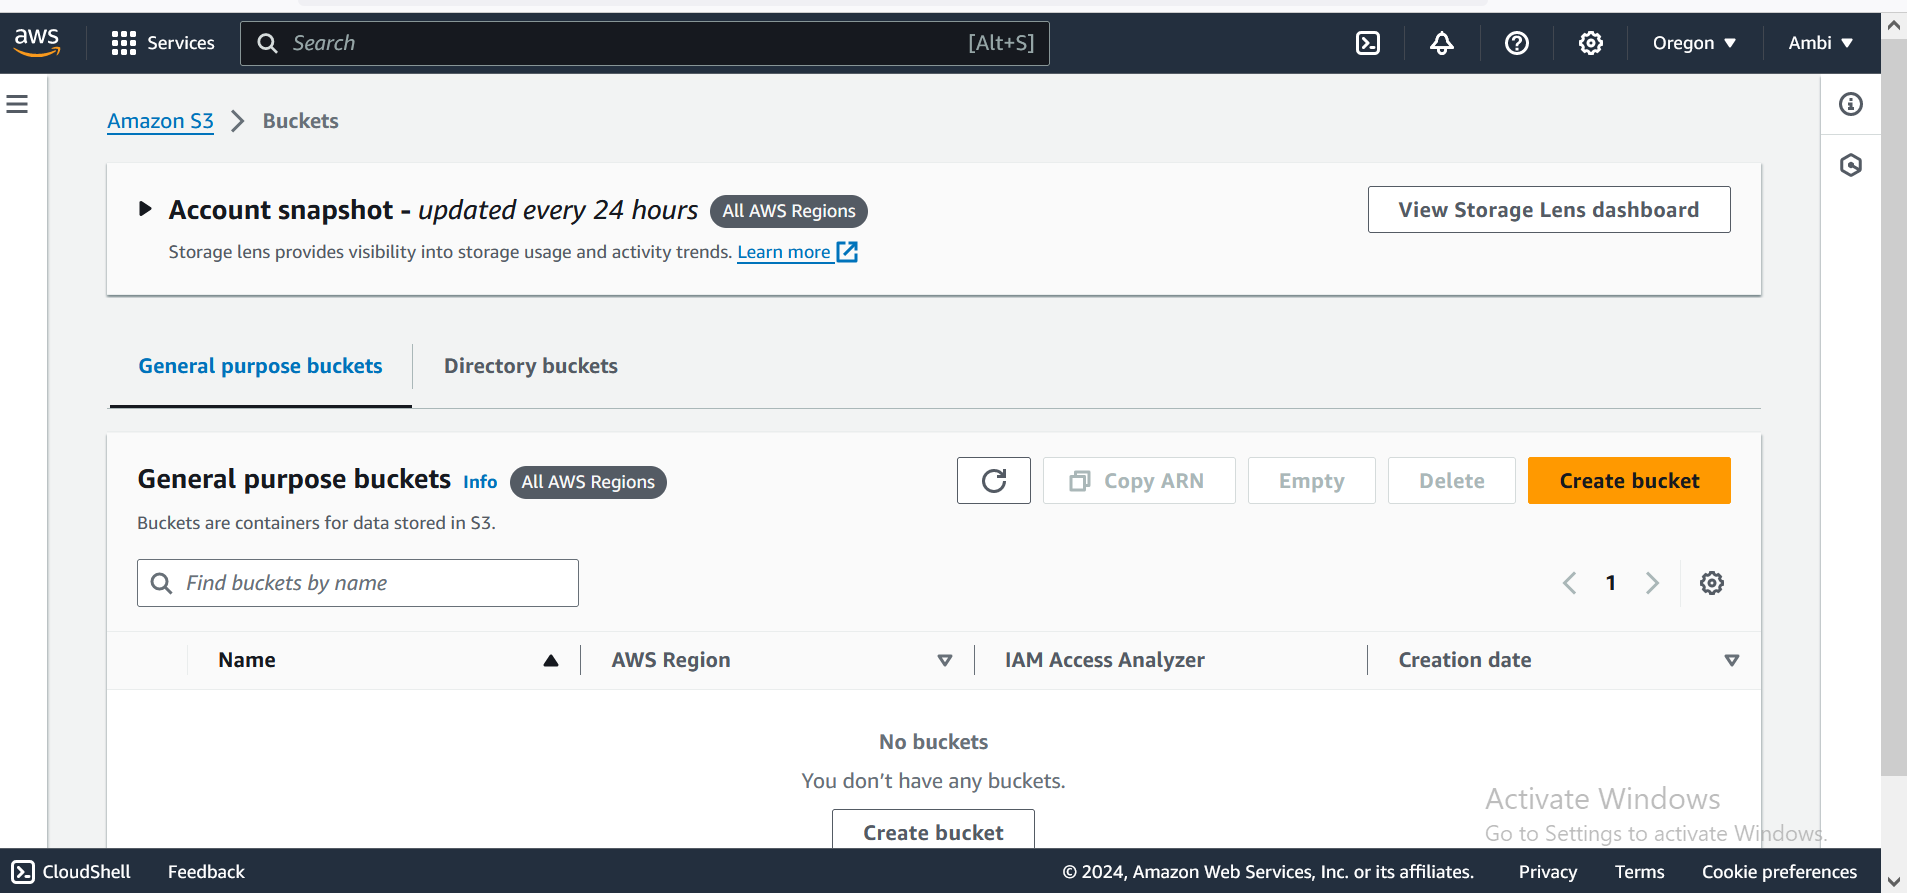 aws
Services
Search [Alt+S]
Oregon
Ambi
Amazon S3
Buckets
Account snapshot - updated every 24 hours
All AWS Regions
View Storage Lens dashboard
Storage lens provides visibility into storage usage and activity trends. Learn more
General purpose buckets
Directory buckets
General purpose buckets Info
All AWS Regions
Copy ARN
Empty
Delete
Create bucket
Buckets are containers for data stored in S3.
Find buckets by name
1
Name
AWS Region
IAM Access Analyzer
Creation date
No buckets
You don’t have any buckets.
Create bucket
Activate Windows
Go to Settings to activate Windows.
CloudShell
Feedback
© 2024, Amazon Web Services, Inc. or its affiliates.
Privacy
Terms
Cookie preferences